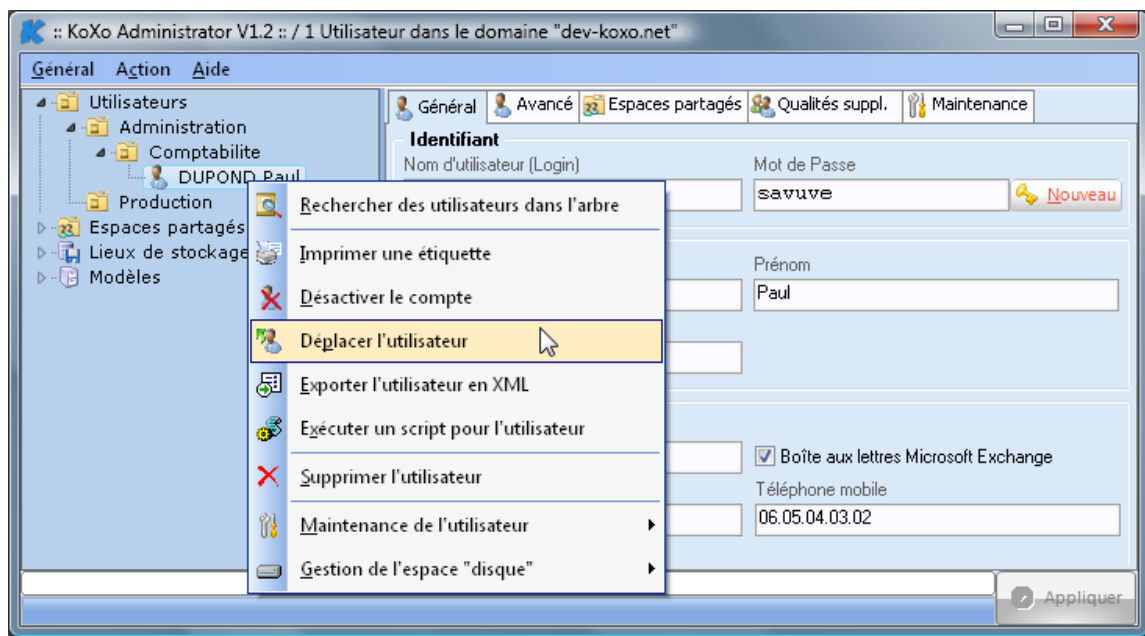 :: KoXo Administrator V1.2 :: / 1 Utilisateur dans le domaine "dev-koxo.net"
Général Action Aide
Utilisateurs
Administration
Comptabilite
DUPOND Paul
Production
Espaces partagés
Lieux de stockage
Modèles
Général Avancé Espaces partagés Qualités suppl. Maintenance
Identifiant
Nom d'utilisateur (Login) Mot de Passe
savuve Nouveau
Prénom
Paul
Boîte aux lettres Microsoft Exchange
Téléphone mobile
06.05.04.03.02
Rechercher des utilisateurs dans l'arbre
Imprimer une étiquette
Désactiver le compte
Déplacer l'utilisateur
Exporter l'utilisateur en XML
Exécuter un script pour l'utilisateur
Supprimer l'utilisateur
Maintenance de l'utilisateur
Gestion de l'espace "disque"
Appliquer